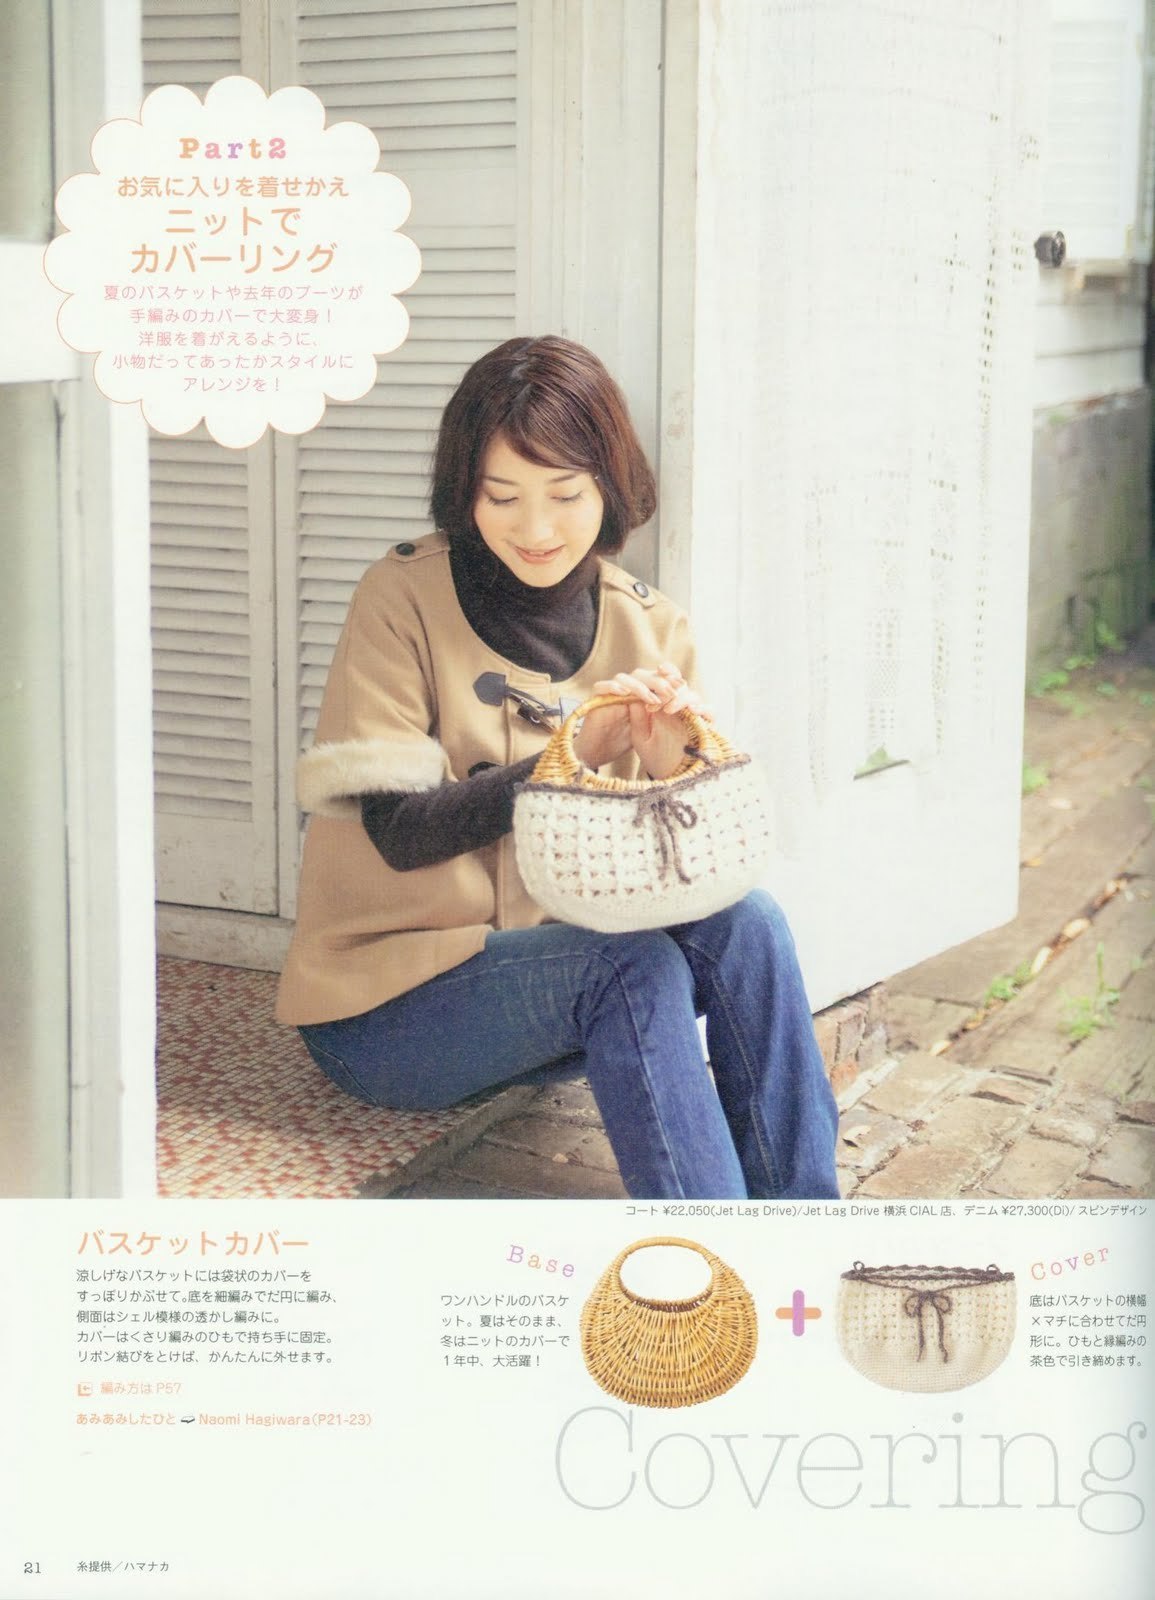 Part2
お気に入りを着せかえ
ニットで
カバーリング
夏のバスケットや去年のブーツが
手編みのカバーで大変身！
洋服を着がえるように、
小物だってあったかスタイルに
アレンジを！
コート ¥22,050(Jet Lag Drive)/Jet Lag Drive 横浜 CIAL 店、デニム ¥27,300(Di)/ スピンデザイン
バスケットカバー
涼しげなバスケットには袋状のカバーを
すっぽりかぶせて。底を細編みでだ円に編み、
側面はシェル模様の透かし編みに。
カバーはくさり編みのひもで持ち手に固定。
リボン結びをとけば、かんたんに外せます。
編み方は P57
あみあみしたひと Naomi Hagiwara(P21-23)
Base
ワンハンドルのバスケ
ット。夏はそのまま、
冬はニットのカバーで
1年中、大活躍！
+
Cover
底はバスケットの横幅
×マチに合わせてだ円
形に。ひもと縁編みの
茶色で引き締めます。
Covering
21 糸提供／ハマナカ